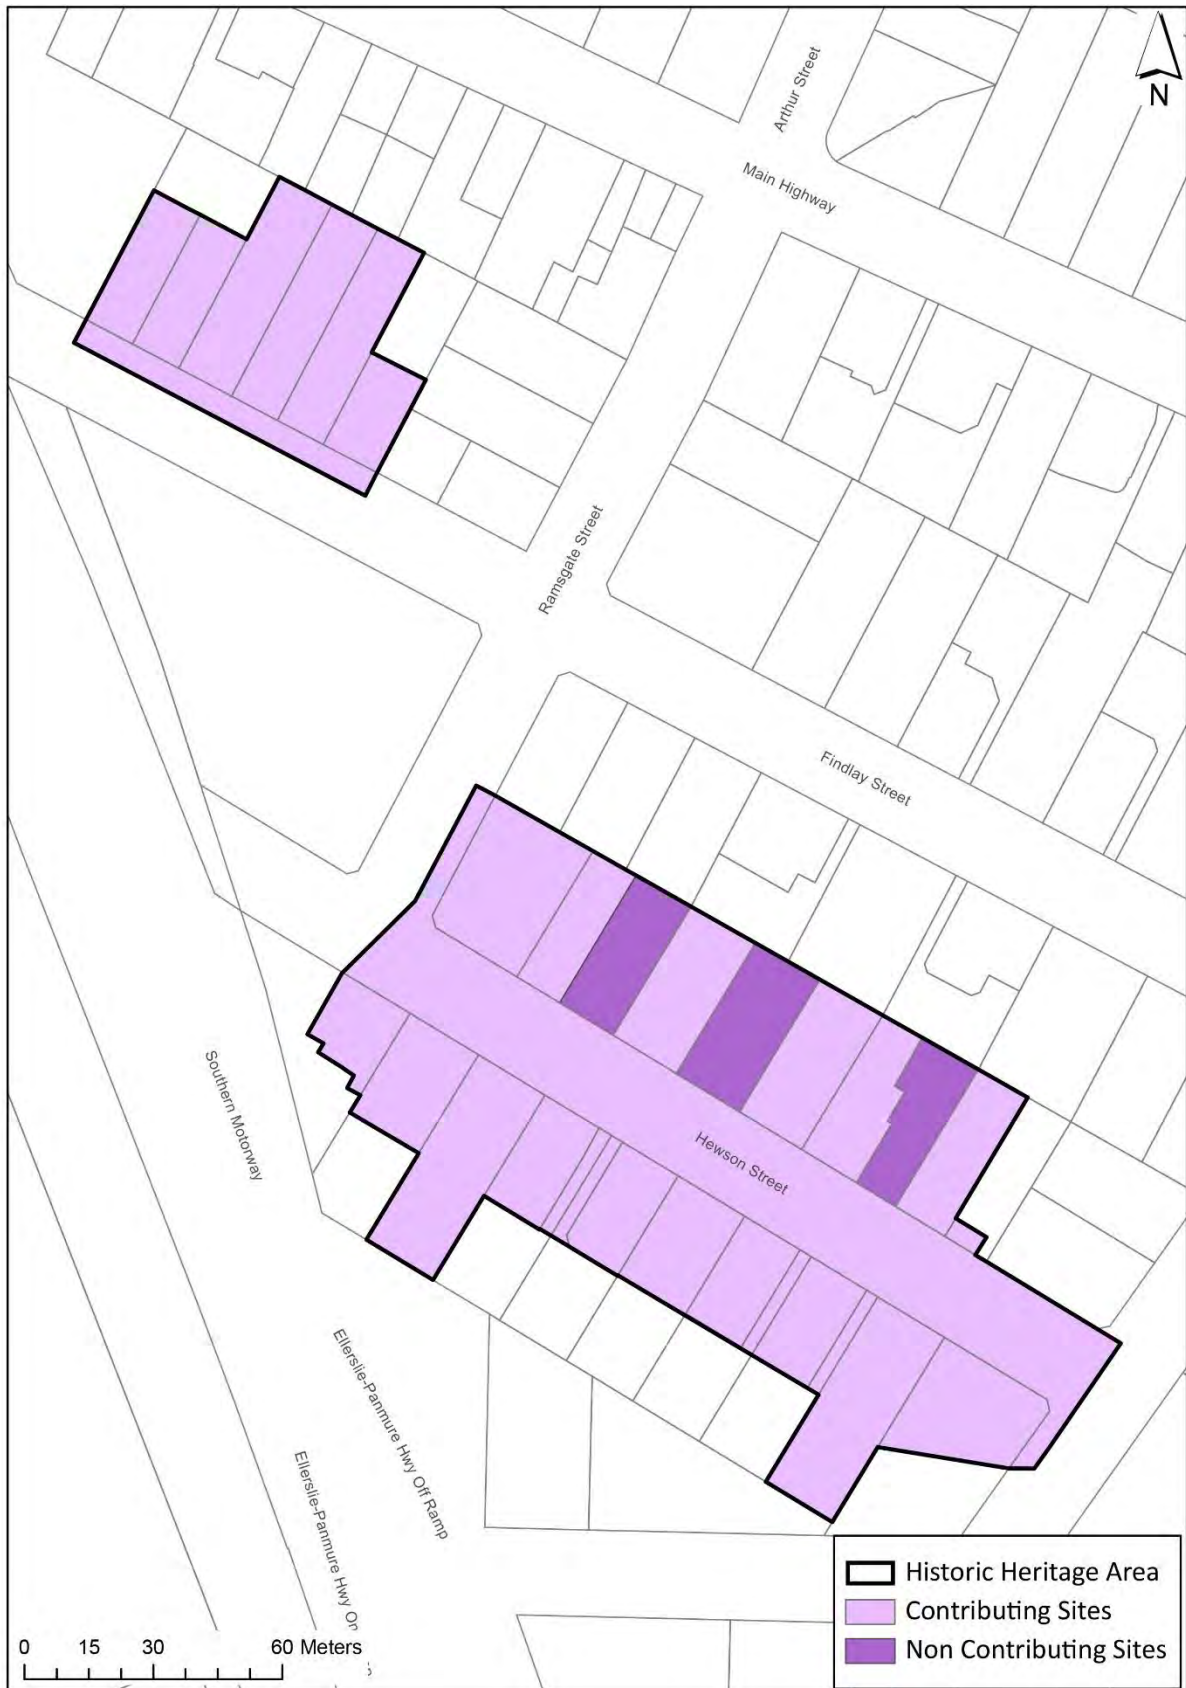 N
Arthur Street
Main Highway
Ramsgate Street
Findlay Street
Hewson Street
Southern Motorway
Ellerslie-Panmure Hwy Off Ramp
Ellerslie-Panmure Hwy On
Historic Heritage Area
Contributing Sites
Non Contributing Sites
0 15 30 60 Meters